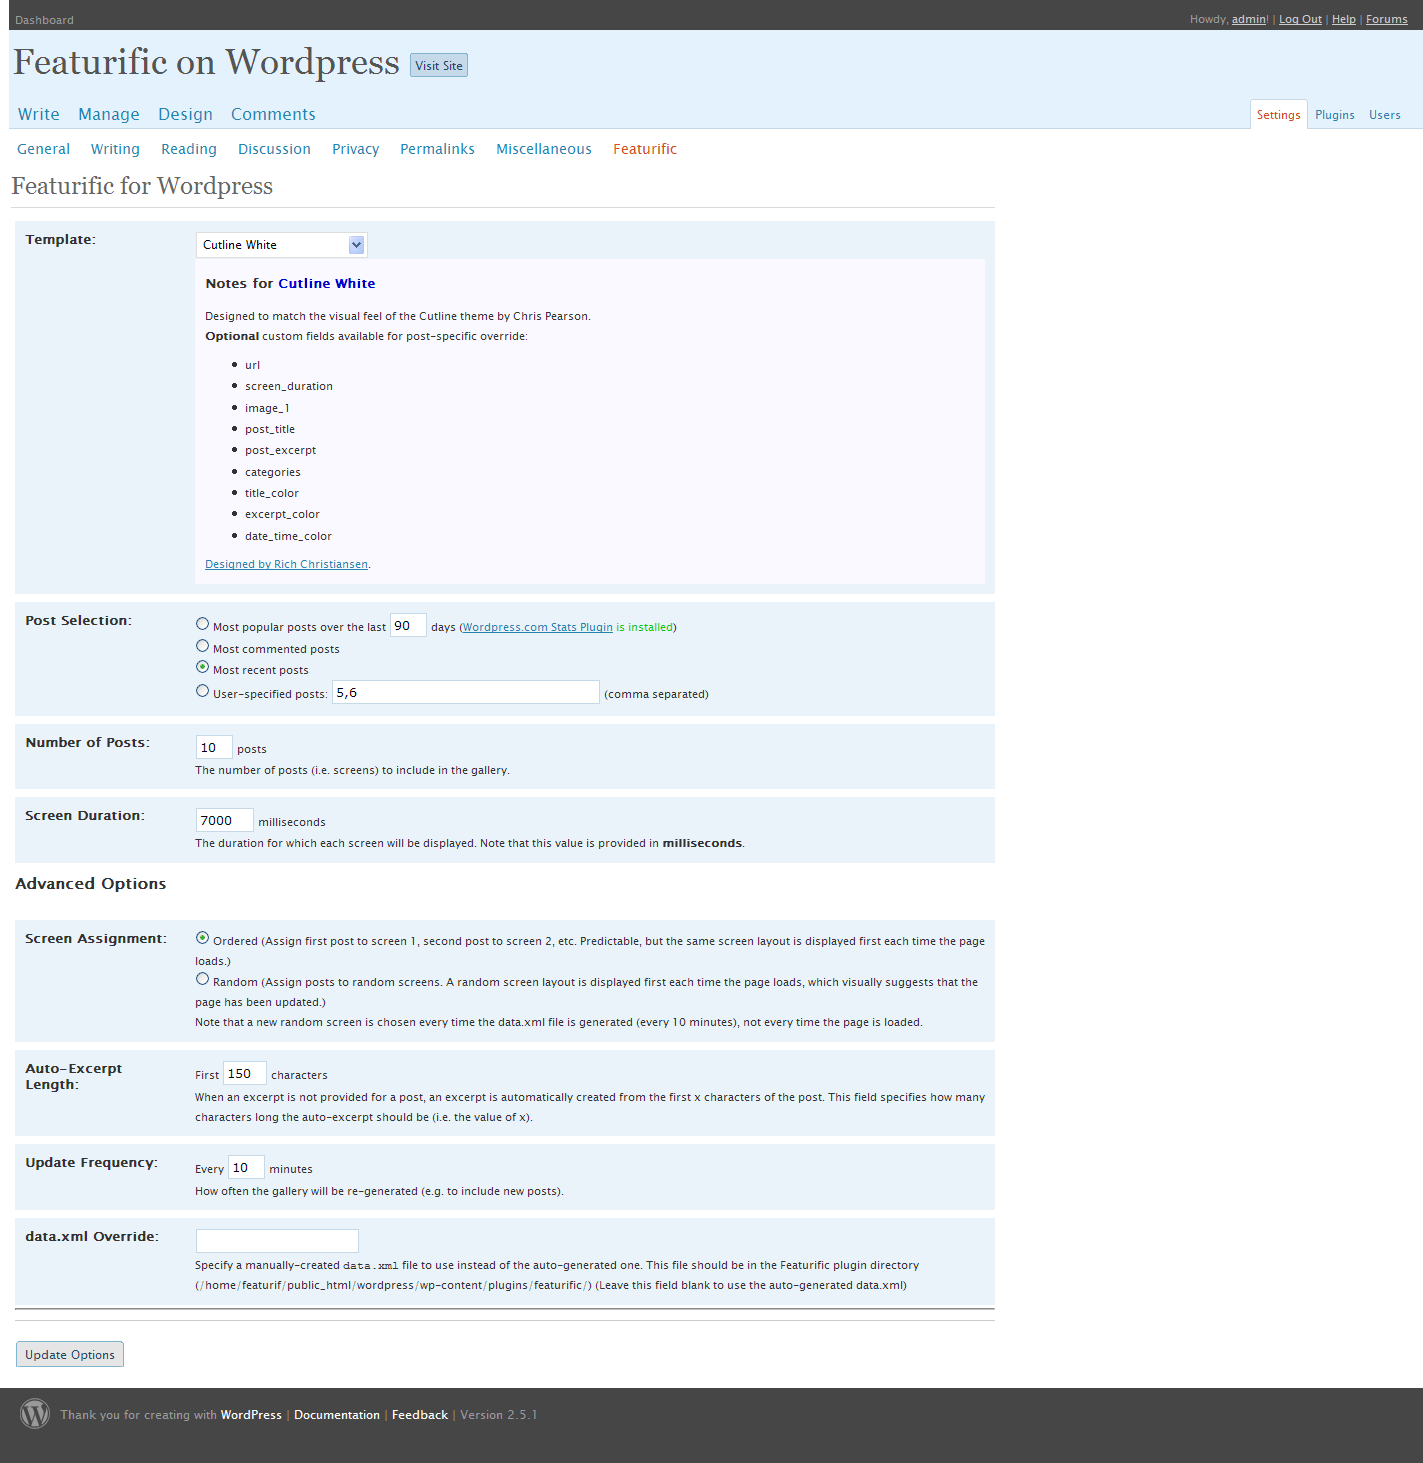 Dashboard
Howdy, admin! | Log Out | Help | Forums
Featurific on Wordpress Visit Site
Write Manage Design Comments
Settings Plugins Users
General Writing Reading Discussion Privacy Permalinks Miscellaneous Featurific
Featurific for Wordpress
Template:
Cutline White
Notes for Cutline White
Designed to match the visual feel of the Cutline theme by Chris Pearson.
Optional custom fields available for post-specific override:
• url
• screen_duration
• image_1
• post_title
• post_excerpt
• categories
• title_color
• excerpt_color
• date_time_color
Designed by Rich Christiansen.
Post Selection:
Most popular posts over the last 90 days (Wordpress.com Stats Plugin is installed)
Most commented posts
Most recent posts
User-specified posts: 5,6 (comma separated)
Number of Posts:
10 posts
The number of posts (i.e. screens) to include in the gallery.
Screen Duration:
7000 milliseconds
The duration for which each screen will be displayed. Note that this value is provided in milliseconds.
Advanced Options
Screen Assignment:
Ordered (Assign first post to screen 1, second post to screen 2, etc. Predictable, but the same screen layout is displayed first each time the page
loads.)
Random (Assign posts to random screens. A random screen layout is displayed first each time the page loads, which visually suggests that the
page has been updated.)
Note that a new random screen is chosen every time the data.xml file is generated (every 10 minutes), not every time the page is loaded.
Auto-Excerpt
Length:
First 150 characters
When an excerpt is not provided for a post, an excerpt is automatically created from the first x characters of the post. This field specifies how many
characters long the auto-excerpt should be (i.e. the value of x).
Update Frequency:
Every 10 minutes
How often the gallery will be re-generated (e.g. to include new posts).
data.xml Override:
Specify a manually-created data.xml file to use instead of the auto-generated one. This file should be in the Featurific plugin directory
(/home/featurif/public_html/wordpress/wp-content/plugins/featurific/) (Leave this field blank to use the auto-generated data.xml)
Update Options
Thank you for creating with WordPress | Documentation | Feedback | Version 2.5.1